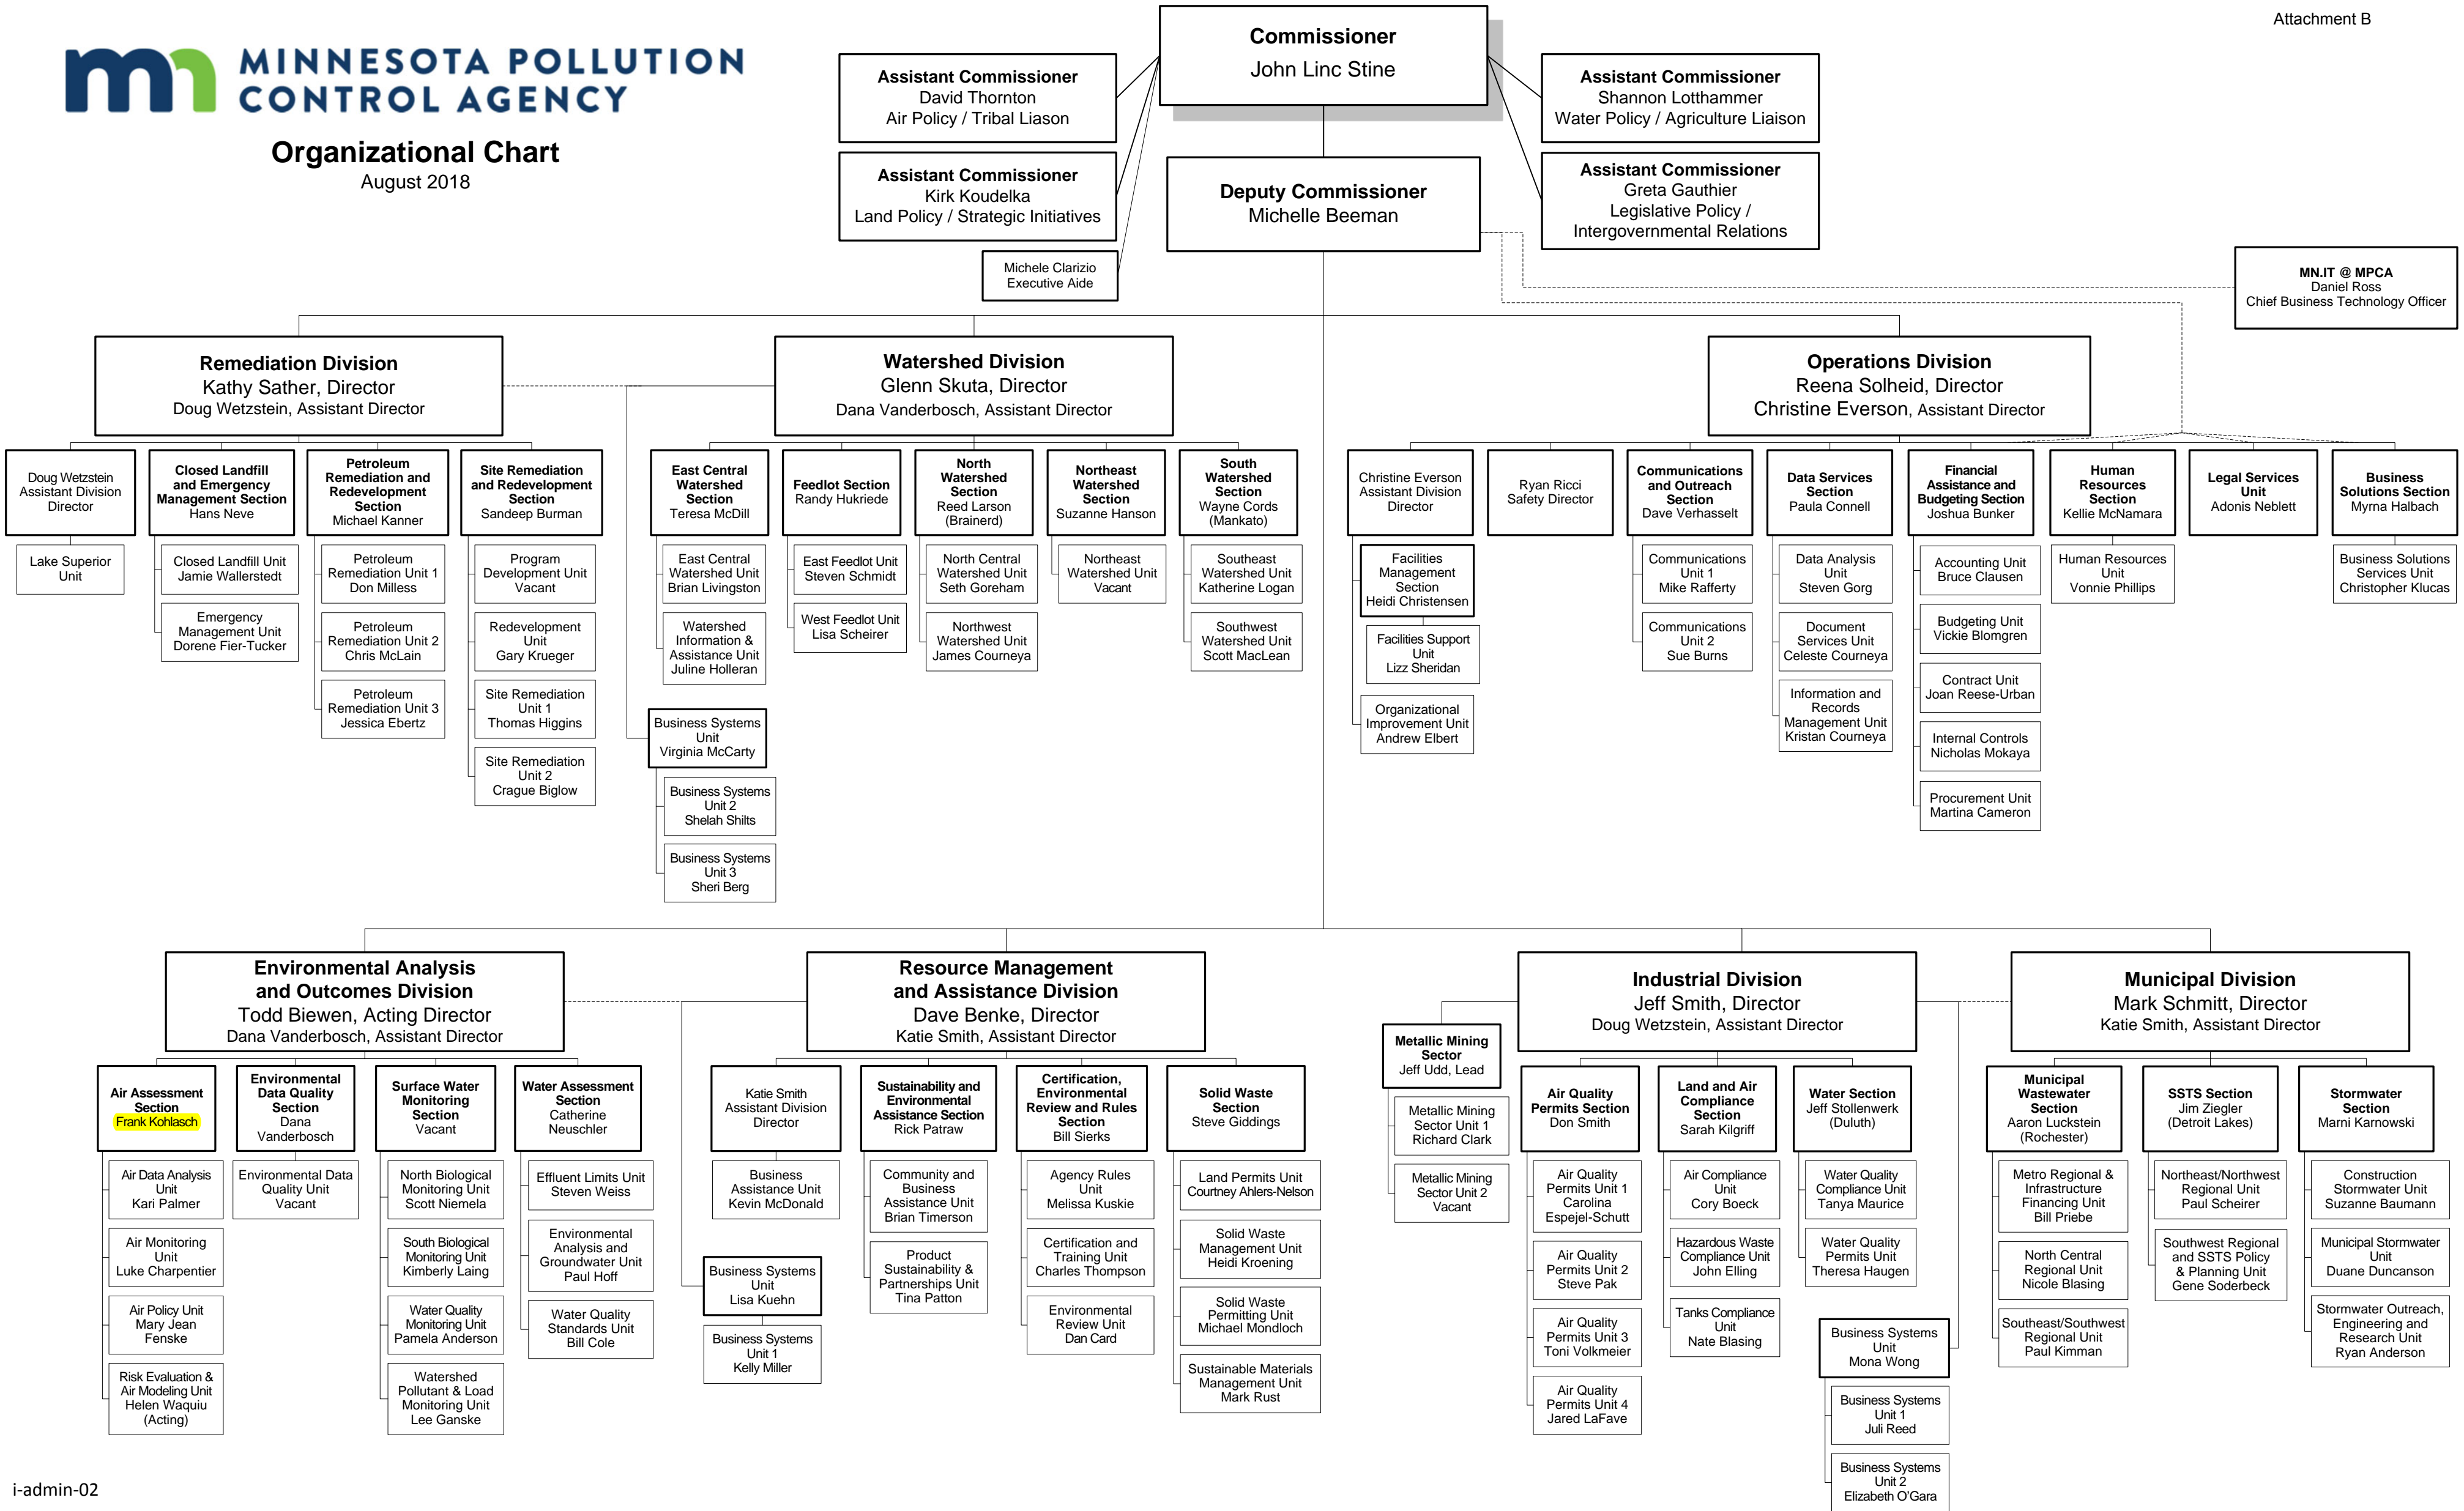 Attachment B
MINNESOTA POLLUTION
CONTROL AGENCY
Organizational Chart
August 2018
Commissioner
John Linc Stine
Assistant Commissioner
David Thornton
Air Policy / Tribal Liason
Assistant Commissioner
Kirk Koudelka
Land Policy / Strategic Initiatives
Michele Clarizio
Executive Aide
Deputy Commissioner
Michelle Beeman
Assistant Commissioner
Shannon Lotthammer
Water Policy / Agriculture Liaison
Assistant Commissioner
Greta Gauthier
Legislative Policy /
Intergovernmental Relations
MN.IT @ MPCA
Daniel Ross
Chief Business Technology Officer
Remediation Division
Kathy Sather, Director
Doug Wetzstein, Assistant Director
Doug Wetzstein
Assistant Division
Director
Lake Superior
Unit
Closed Landfill
and Emergency
Management Section
Hans Neve
Closed Landfill Unit
Jamie Wallerstedt
Emergency
Management Unit
Dorene Fier-Tucker
Petroleum
Remediation and
Redevelopment
Section
Michael Kanner
Petroleum
Remediation Unit 1
Don Milless
Petroleum
Remediation Unit 2
Chris McLain
Petroleum
Remediation Unit 3
Jessica Ebertz
Site Remediation
and Redevelopment
Section
Sandeep Burman
Program
Development Unit
Vacant
Redevelopment
Unit
Gary Krueger
Site Remediation
Unit 1
Thomas Higgins
Site Remediation
Unit 2
Crague Biglow
Watershed Division
Glenn Skuta, Director
Dana Vanderbosch, Assistant Director
East Central
Watershed
Section
Teresa McDill
East Central
Watershed Unit
Brian Livingston
Watershed
Information &
Assistance Unit
Juline Holleran
Business Systems
Unit
Virginia McCarty
Business Systems
Unit 2
Shelah Shilts
Business Systems
Unit 3
Sheri Berg
Feedlot Section
Randy Hukriede
East Feedlot Unit
Steven Schmidt
West Feedlot Unit
Lisa Scheirer
North
Watershed
Section
Reed Larson
(Brainerd)
North Central
Watershed Unit
Seth Goreham
Northwest
Watershed Unit
James Courneya
Northeast
Watershed
Section
Suzanne Hanson
Northeast
Watershed Unit
Vacant
South
Watershed
Section
Wayne Cords
(Mankato)
Southeast
Watershed Unit
Katherine Logan
Southwest
Watershed Unit
Scott MacLean
Operations Division
Reena Solheid, Director
Christine Everson, Assistant Director
Christine Everson
Assistant Division
Director
Facilities
Management
Section
Heidi Christensen
Facilities Support
Unit
Lizz Sheridan
Organizational
Improvement Unit
Andrew Elbert
Ryan Ricci
Safety Director
Communications
and Outreach
Section
Dave Verhasselt
Communications
Unit 1
Mike Rafferty
Communications
Unit 2
Sue Burns
Data Services
Section
Paula Connell
Data Analysis
Unit
Steven Gorg
Document
Services Unit
Celeste Courneya
Information and
Records
Management Unit
Kristan Courneya
Financial
Assistance and
Budgeting Section
Joshua Bunker
Accounting Unit
Bruce Clausen
Budgeting Unit
Vickie Blomgren
Contract Unit
Joan Reese-Urban
Internal Controls
Nicholas Mokaya
Procurement Unit
Martina Cameron
Human
Resources
Section
Kellie McNamara
Human Resources
Unit
Vonnie Phillips
Legal Services
Unit
Adonis Neblett
Business
Solutions Section
Myrna Halbach
Business Solutions
Services Unit
Christopher Klucas
Environmental Analysis
and Outcomes Division
Todd Biewen, Acting Director
Dana Vanderbosch, Assistant Director
Air Assessment
Section
Frank Kohlasch
Air Data Analysis
Unit
Kari Palmer
Air Monitoring
Unit
Luke Charpentier
Air Policy Unit
Mary Jean
Fenske
Risk Evaluation &
Air Modeling Unit
Helen Waquiu
(Acting)
Environmental
Data Quality
Section
Dana
Vanderbosch
Environmental Data
Quality Unit
Vacant
Surface Water
Monitoring
Section
Vacant
North Biological
Monitoring Unit
Scott Niemela
South Biological
Monitoring Unit
Kimberly Laing
Water Quality
Monitoring Unit
Pamela Anderson
Watershed
Pollutant & Load
Monitoring Unit
Lee Ganske
Water Assessment
Section
Catherine
Neuschler
Effluent Limits Unit
Steven Weiss
Environmental
Analysis and
Groundwater Unit
Paul Hoff
Water Quality
Standards Unit
Bill Cole
Resource Management
and Assistance Division
Dave Benke, Director
Katie Smith, Assistant Director
Katie Smith
Assistant Division
Director
Business
Assistance Unit
Kevin McDonald
Business Systems
Unit
Lisa Kuehn
Business Systems
Unit 1
Kelly Miller
Sustainability and
Environmental
Assistance Section
Rick Patraw
Community and
Business
Assistance Unit
Brian Timerson
Product
Sustainability &
Partnerships Unit
Tina Patton
Certification,
Environmental
Review and Rules
Section
Bill Sierks
Agency Rules
Unit
Melissa Kuskie
Certification and
Training Unit
Charles Thompson
Environmental
Review Unit
Dan Card
Solid Waste
Section
Steve Giddings
Land Permits Unit
Courtney Ahlers-Nelson
Solid Waste
Management Unit
Heidi Kroening
Solid Waste
Permitting Unit
Michael Mondloch
Sustainable Materials
Management Unit
Mark Rust
Industrial Division
Jeff Smith, Director
Doug Wetzstein, Assistant Director
Metallic Mining
Sector
Jeff Udd, Lead
Metallic Mining
Sector Unit 1
Richard Clark
Metallic Mining
Sector Unit 2
Vacant
Air Quality
Permits Section
Don Smith
Air Quality
Permits Unit 1
Carolina
Espejel-Schutt
Air Quality
Permits Unit 2
Steve Pak
Air Quality
Permits Unit 3
Toni Volkmeier
Air Quality
Permits Unit 4
Jared LaFave
Land and Air
Compliance
Section
Sarah Kilgriff
Air Compliance
Unit
Cory Boeck
Hazardous Waste
Compliance Unit
John Elling
Tanks Compliance
Unit
Nate Blasing
Water Section
Jeff Stollenwerk
(Duluth)
Water Quality
Compliance Unit
Tanya Maurice
Water Quality
Permits Unit
Theresa Haugen
Business Systems
Unit
Mona Wong
Business Systems
Unit 1
Juli Reed
Business Systems
Unit 2
Elizabeth O'Gara
Municipal Division
Mark Schmitt, Director
Katie Smith, Assistant Director
Municipal
Wastewater
Section
Aaron Luckstein
(Rochester)
Metro Regional &
Infrastructure
Financing Unit
Bill Priebe
North Central
Regional Unit
Nicole Blasing
Southeast/Southwest
Regional Unit
Paul Kimman
SSTS Section
Jim Ziegler
(Detroit Lakes)
Northeast/Northwest
Regional Unit
Paul Scheirer
Southwest Regional
and SSTS Policy
& Planning Unit
Gene Soderbeck
Stormwater
Section
Marni Karnowski
Construction
Stormwater Unit
Suzanne Baumann
Municipal Stormwater
Unit
Duane Duncanson
Stormwater Outreach,
Engineering and
Research Unit
Ryan Anderson
i-admin-02